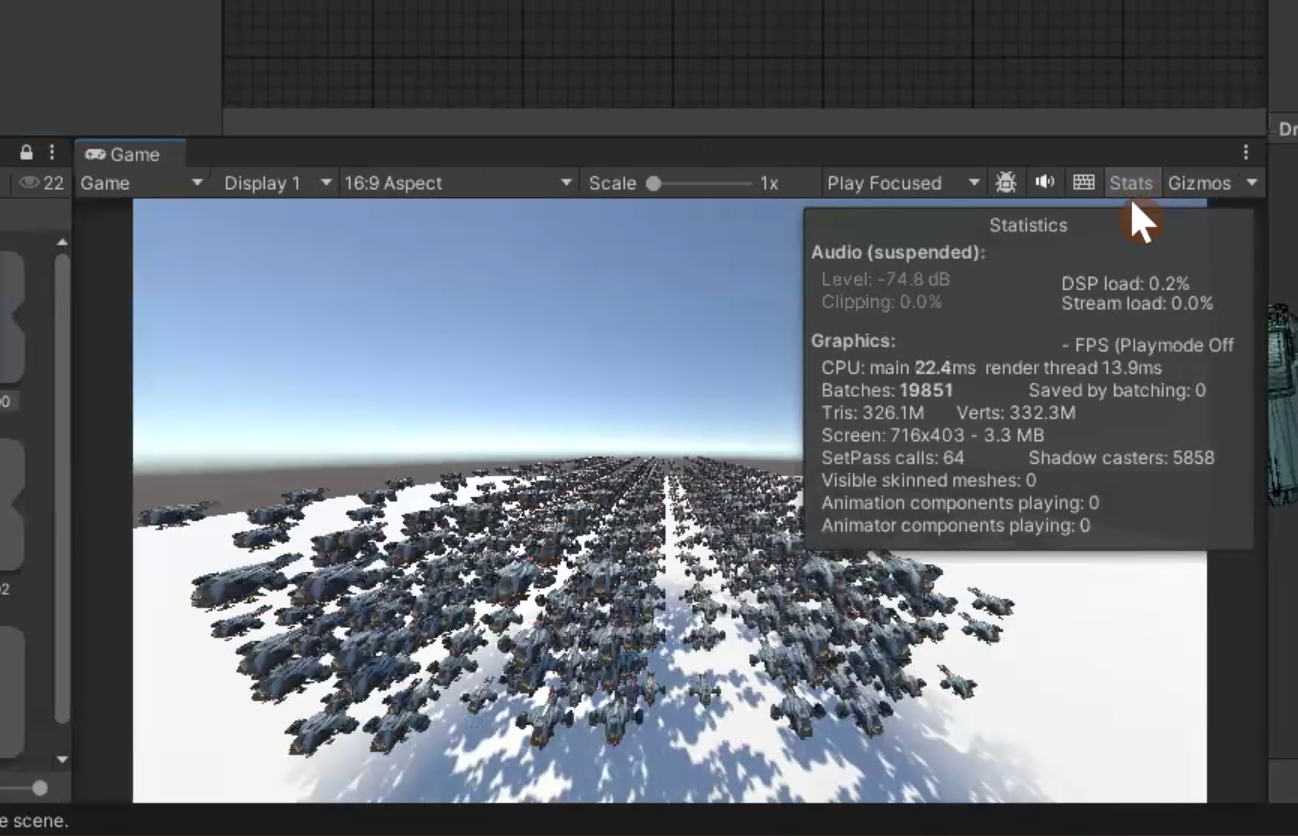 Dr
Game
22
Game
Display 1
16:9 Aspect
Scale
1x
Play Focused
Stats
Gizmos
Statistics
Audio (suspended):
Level: -74.8 dB
DSP load: 0.2%
Clipping: 0.0%
Stream load: 0.0%
Graphics:
- FPS (Playmode Off
CPU: main 22.4ms render thread 13.9ms
Batches: 19851
Saved by batching: 0
Tris: 326.1M Verts: 332.3M
Screen: 716x403 - 3.3 MB
SetPass calls: 64
Shadow casters: 5858
Visible skinned meshes: 0
Animation components playing: 0
Animator components playing: 0
0
2
e scene.